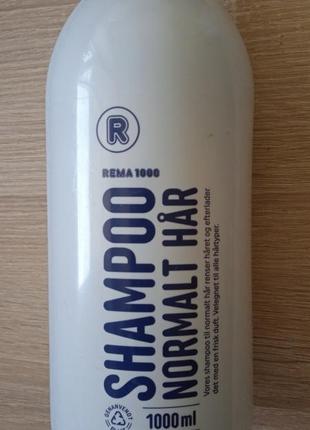 R
REMA 1000
SHAMPOO
NORMALT HÅR
Vores shampoo til normalt hår renser håret og efterlader
det med en frisk duft. Velegnet til alle hårtyper.
GENANVENDT
1000 ml